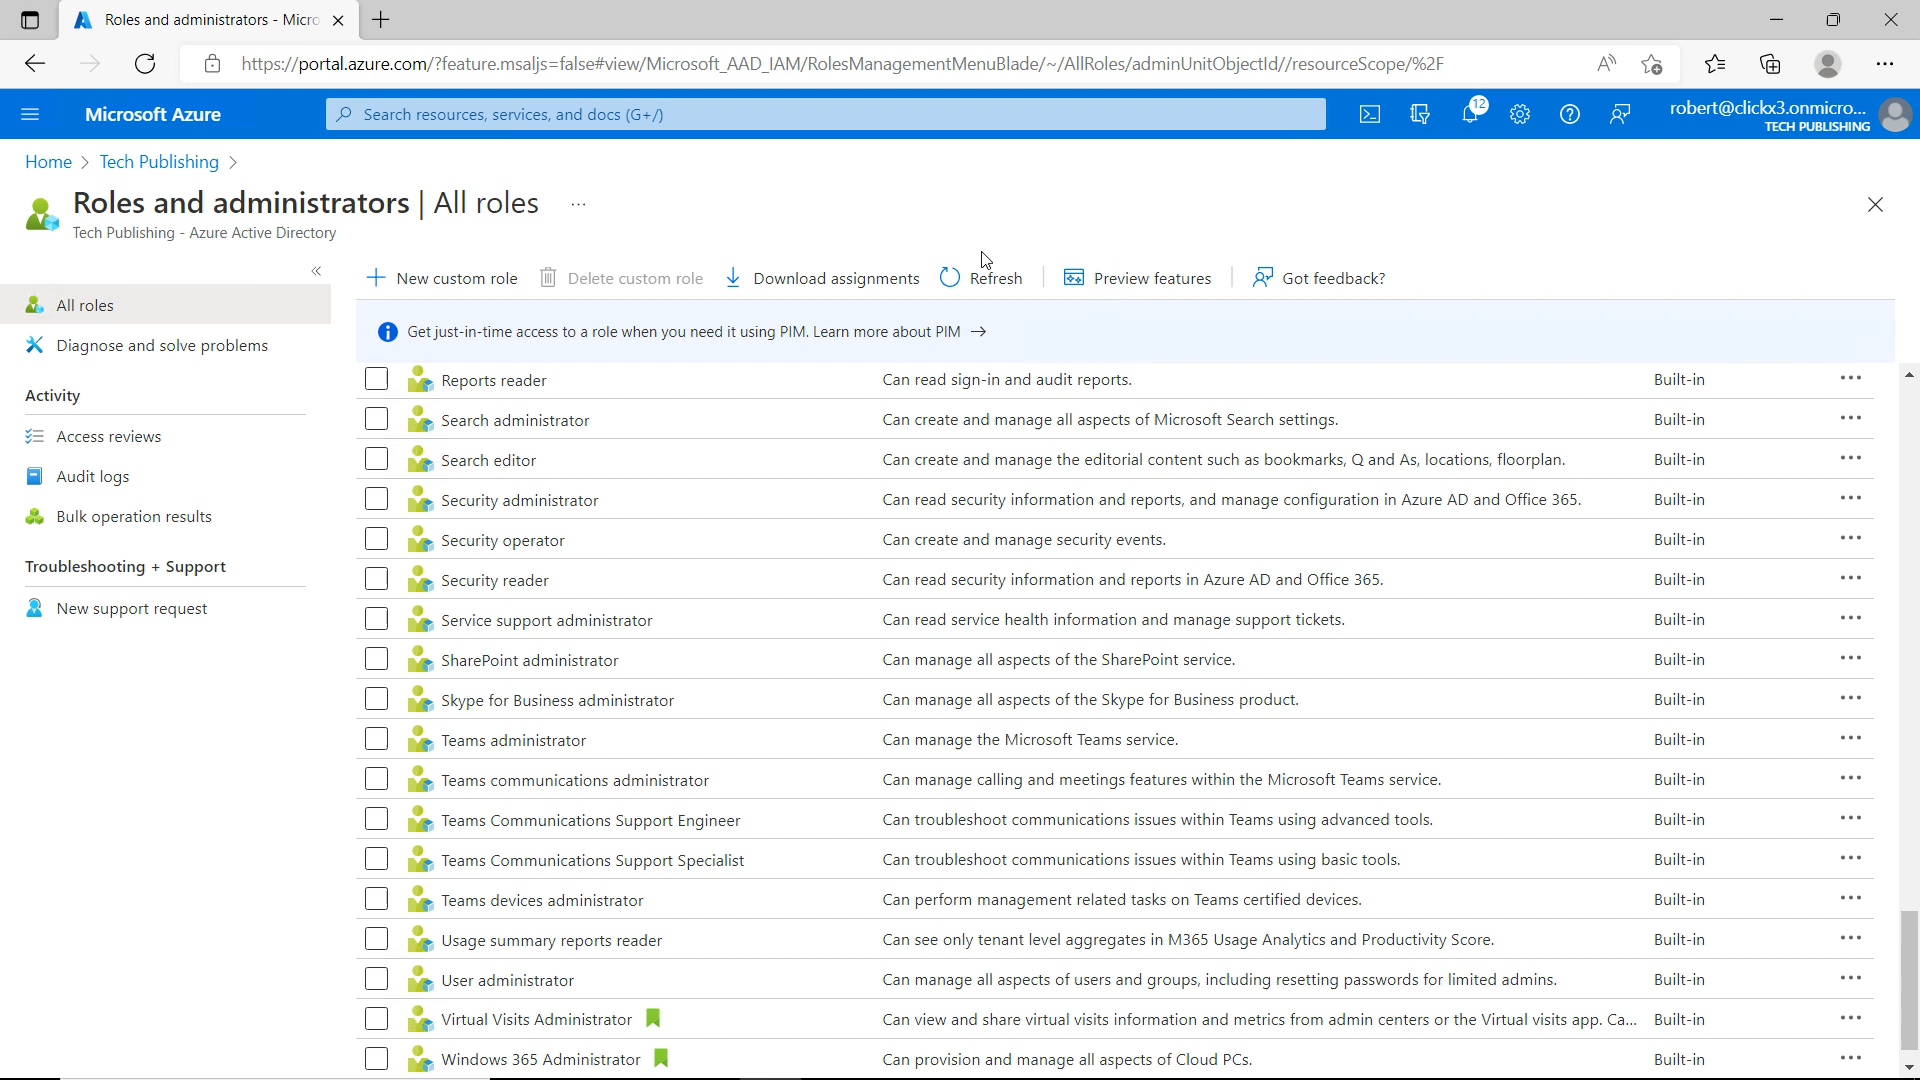 Roles and administrators - Micro
https://portal.azure.com/?feature.msaljs=false#view/Microsoft_AAD_IAM/RolesManagementMenuBlade/~/AllRoles/adminUnitObjectId//resourceScope/%2F
Microsoft Azure
Search resources, services, and docs (G+/)
12
robert@clickx3.onmicro...
TECH PUBLISHING
Home > Tech Publishing >
Roles and administrators | All roles ...
Tech Publishing - Azure Active Directory
New custom role Delete custom role Download assignments Refresh Preview features Got feedback?
Get just-in-time access to a role when you need it using PIM. Learn more about PIM →
All roles
Diagnose and solve problems
Activity
Access reviews
Audit logs
Bulk operation results
Troubleshooting + Support
New support request
Reports reader Can read sign-in and audit reports. Built-in ...
Search administrator Can create and manage all aspects of Microsoft Search settings. Built-in ...
Search editor Can create and manage the editorial content such as bookmarks, Q and As, locations, floorplan. Built-in ...
Security administrator Can read security information and reports, and manage configuration in Azure AD and Office 365. Built-in ...
Security operator Can create and manage security events. Built-in ...
Security reader Can read security information and reports in Azure AD and Office 365. Built-in ...
Service support administrator Can read service health information and manage support tickets. Built-in ...
SharePoint administrator Can manage all aspects of the SharePoint service. Built-in ...
Skype for Business administrator Can manage all aspects of the Skype for Business product. Built-in ...
Teams administrator Can manage the Microsoft Teams service. Built-in ...
Teams communications administrator Can manage calling and meetings features within the Microsoft Teams service. Built-in ...
Teams Communications Support Engineer Can troubleshoot communications issues within Teams using advanced tools. Built-in ...
Teams Communications Support Specialist Can troubleshoot communications issues within Teams using basic tools. Built-in ...
Teams devices administrator Can perform management related tasks on Teams certified devices. Built-in ...
Usage summary reports reader Can see only tenant level aggregates in M365 Usage Analytics and Productivity Score. Built-in ...
User administrator Can manage all aspects of users and groups, including resetting passwords for limited admins. Built-in ...
Virtual Visits Administrator Can view and share virtual visits information and metrics from admin centers or the Virtual visits app. Ca... Built-in ...
Windows 365 Administrator Can provision and manage all aspects of Cloud PCs. Built-in ...